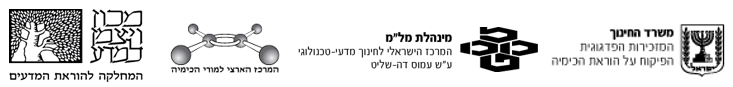 משרד החינוך
המזכירות הפדגוגית
הפיקוח על הוראת הכימיה
מינהלת מל"מ
המרכז הישראלי לחינוך מדעי-טכנולוגי
ע"ש עמוס דה-שליט
המרכז הארצי למורי הכימיה
מכון
ויצמן
למדע
המחלקה להוראת המדעים